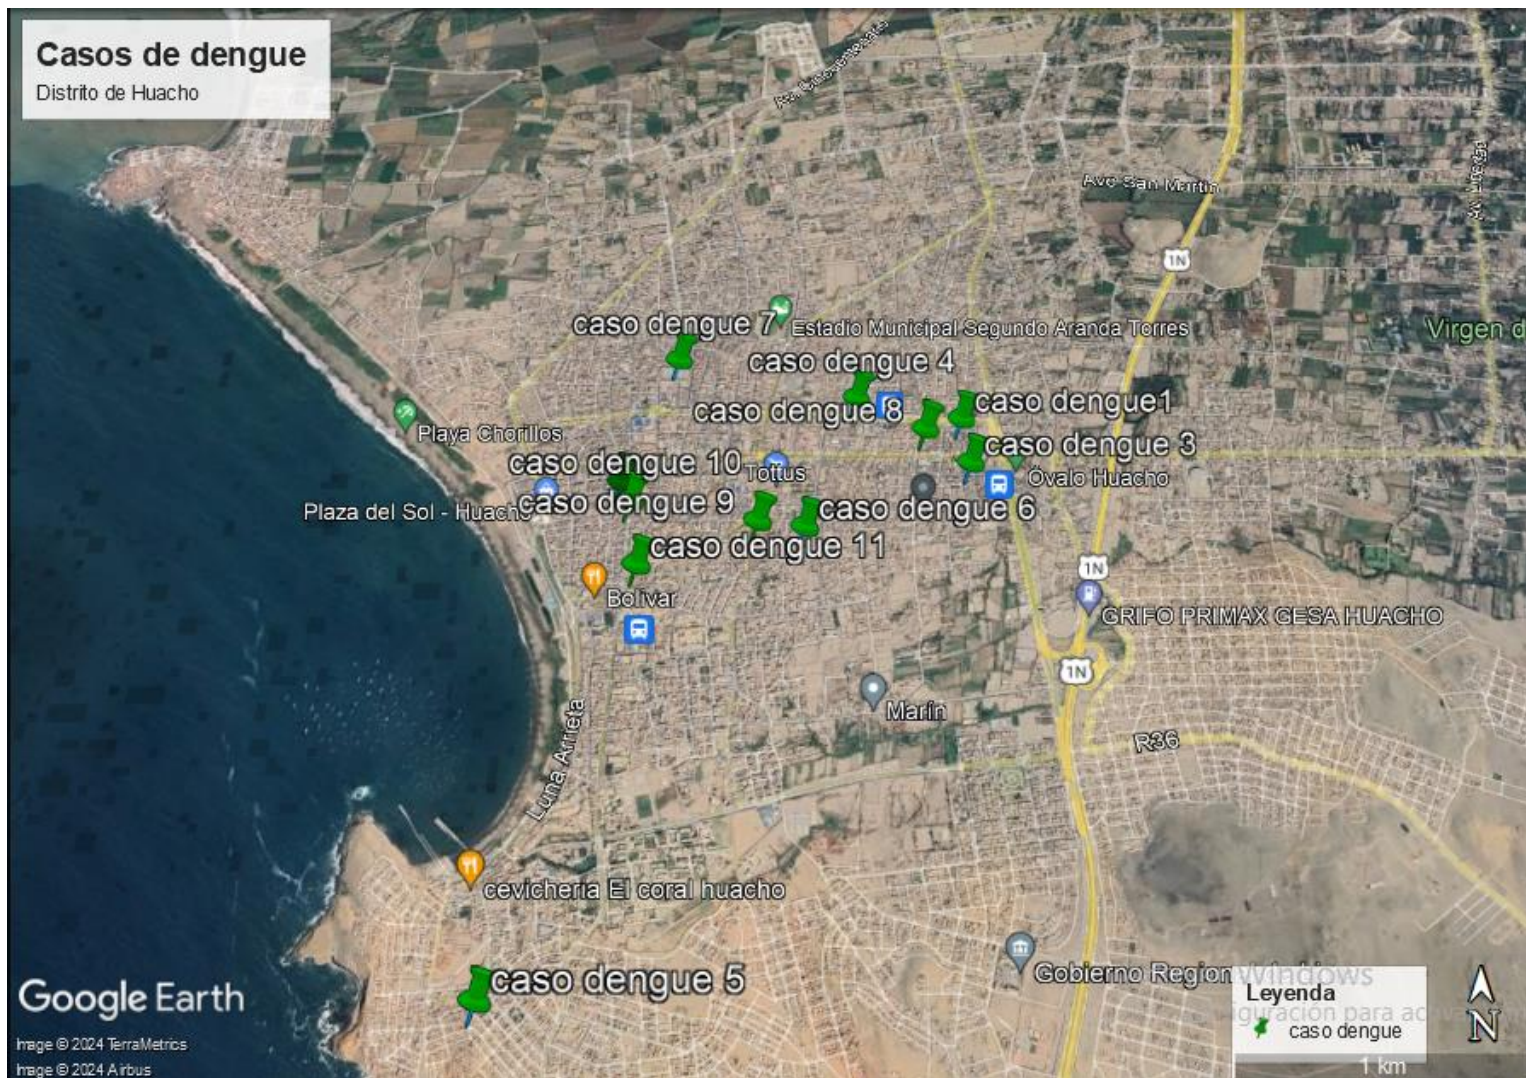 Casos de dengue
Distrito de Huacho
Ave San Martin
1N
caso dengue 7
Estadio Municipal Segundo Aranda Torres
Virgen d
caso dengue 4
caso dengue 8
caso dengue1
Playa Chorillos
caso dengue 3
caso dengue 10
Tottus
Óvalo Huacho
Plaza del Sol - Huacho
caso dengue 9
caso dengue 6
caso dengue 11
1N
Bolivar
GRIFO PRIMAX GESA HUACHO
1N
Marín
R36
Luna Arrieta
cevicheria El coral huacho
caso dengue 5
Gobierno Region
Windows
Google Earth
Leyenda
caso dengue
N
Image © 2024 TerraMetrics
Image © 2024 Airbus
1 km